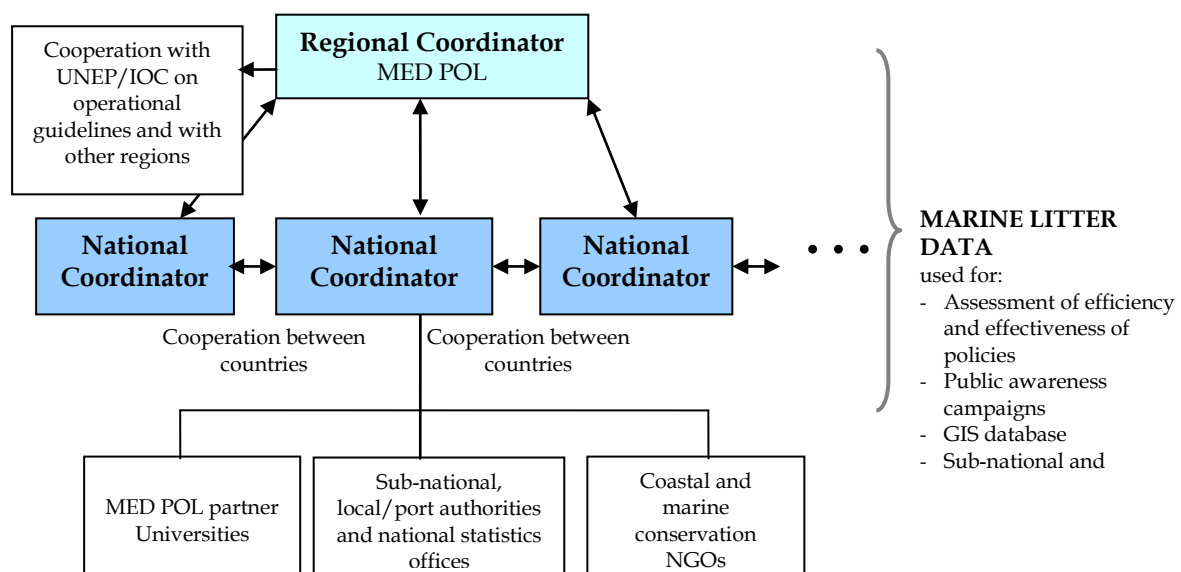 Cooperation with
UNEP/IOC on
operational
guidelines and with
other regions
Regional Coordinator
MED POL
National
Coordinator
National
Coordinator
National
Coordinator
• • •
Cooperation between
countries
Cooperation between
countries
MED POL partner
Universities
Sub-national,
local/port authorities
and national statistics
offices
Coastal and
marine
conservation
NGOs
MARINE LITTER
DATA
used for:
- Assessment of efficiency
and effectiveness of
policies
- Public awareness
campaigns
- GIS database
- Sub-national and